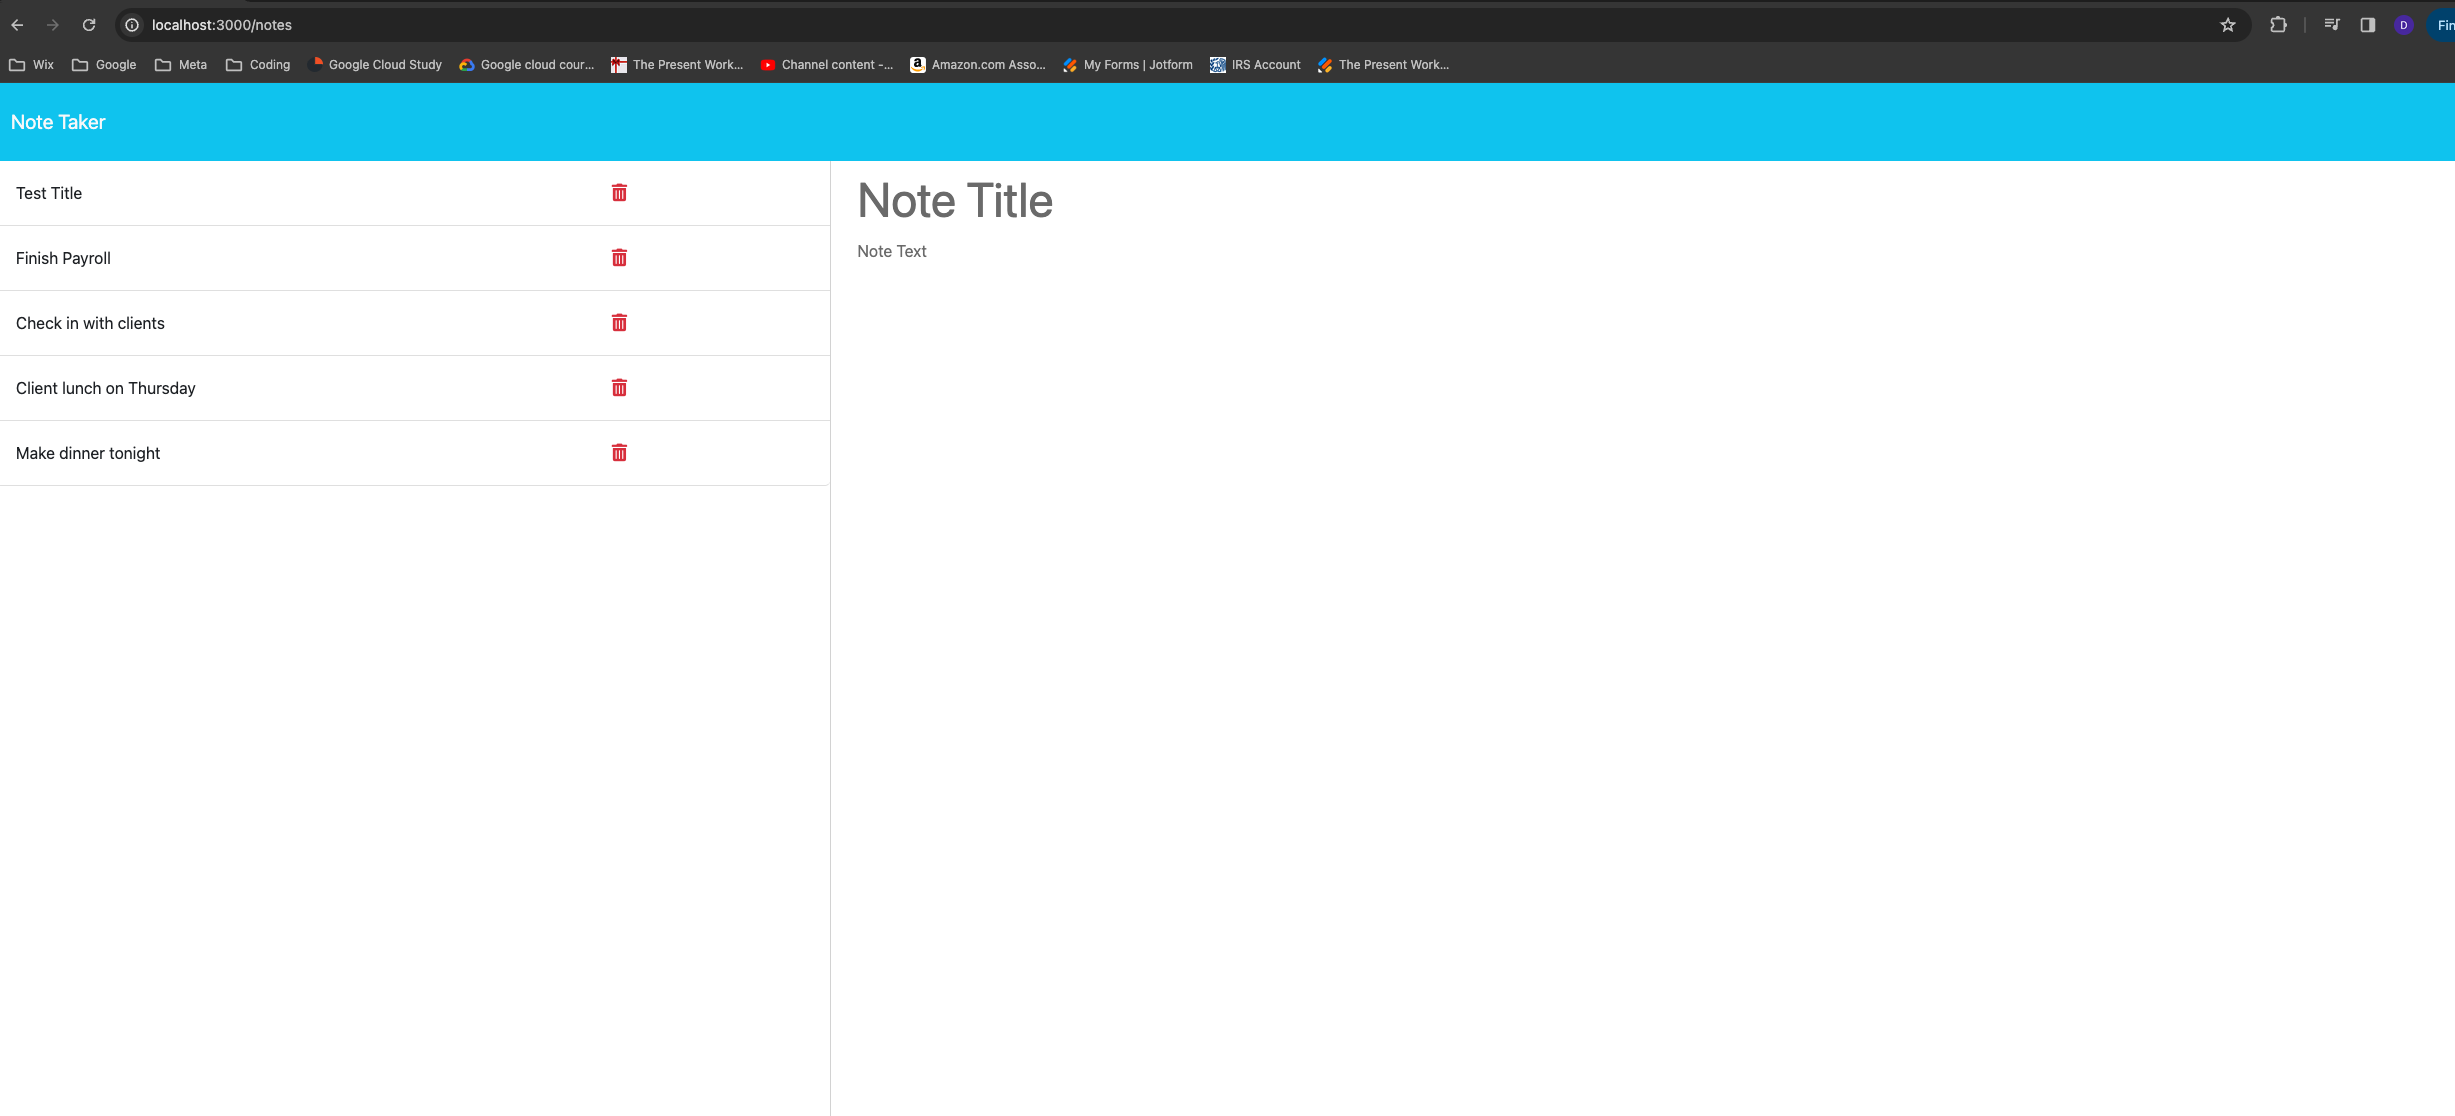 localhost:3000/notes
D
Fin
Wix Google Meta Coding Google Cloud Study Google cloud cour... The Present Work... Channel content -... Amazon.com Asso... My Forms | Jotform IRS Account The Present Work...
Note Taker
Test Title
Finish Payroll
Check in with clients
Client lunch on Thursday
Make dinner tonight
Note Title
Note Text